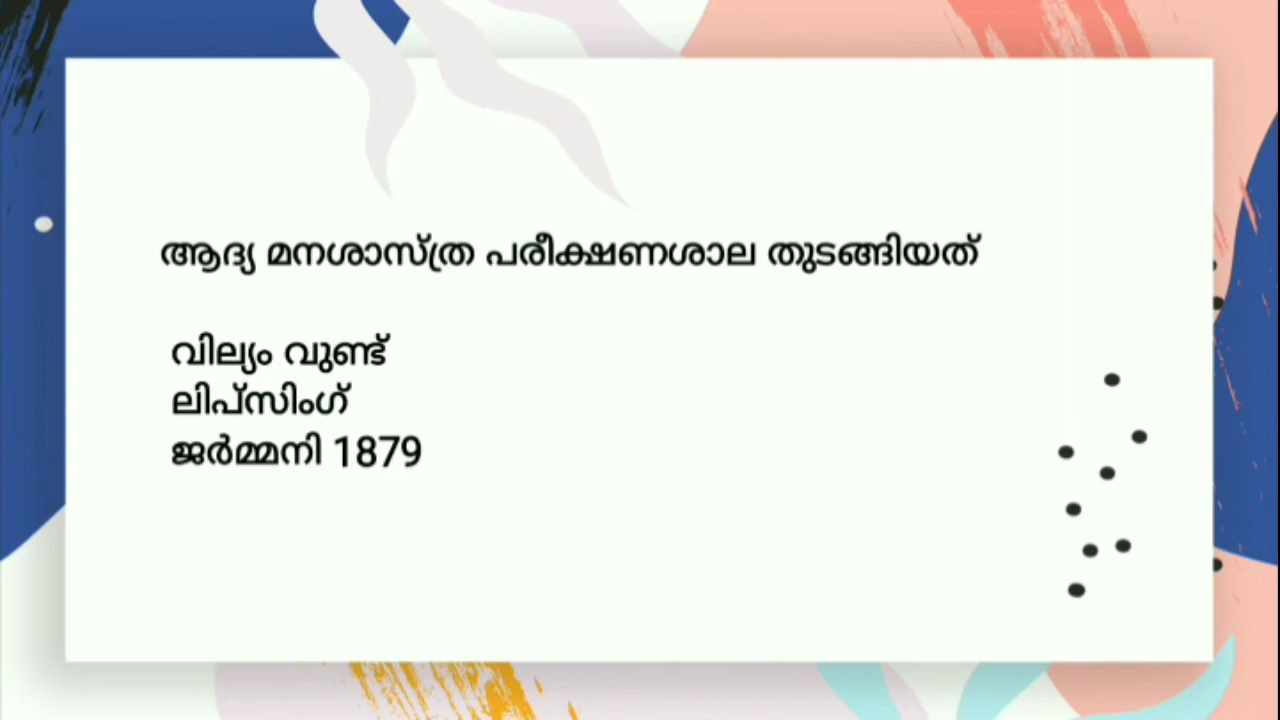 ആദ്യ മനശാസ്ത്ര പരീക്ഷണശാല തുടങ്ങിയത്
വില്യം വുണ്ട്
ലിപ്സിംഗ്
ജർമ്മനി 1879